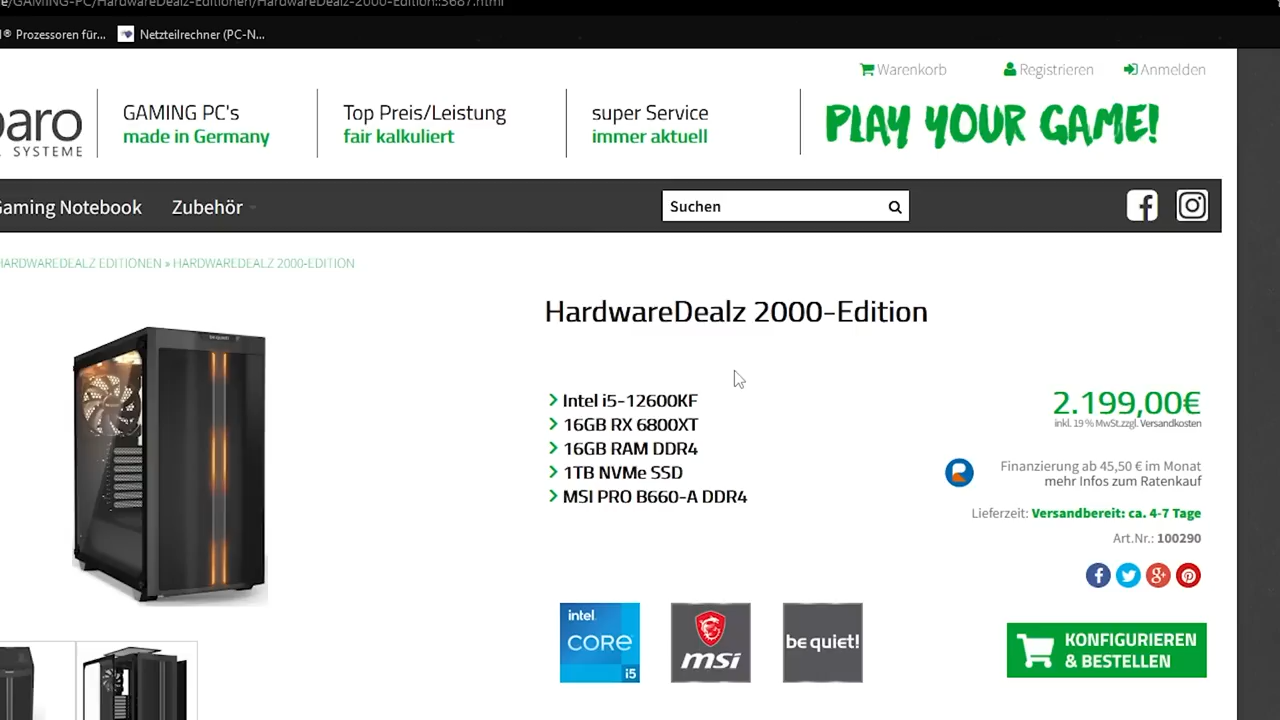 e/GAMING-PC/HardwareDealz-Editionen/HardwareDealz-2000-Edition::3687.html
® Prozessoren für... Netzteilrechner (PC-N...
Warenkorb Registrieren Anmelden
paro
SYSTEME
GAMING PC's
made in Germany
Top Preis/Leistung
fair kalkuliert
super Service
immer aktuell
PLAY YOUR GAME!
Gaming Notebook Zubehör Suchen
HARDWAREDEALZ EDITIONEN » HARDWAREDEALZ 2000-EDITION
HardwareDealz 2000-Edition
be quiet!
Intel i5-12600KF
16GB RX 6800XT
16GB RAM DDR4
1TB NVMe SSD
MSI PRO B660-A DDR4
2.199,00€
inkl. 19 % MwSt.zzgl. Versandkosten
Finanzierung ab 45,50 € im Monat
mehr Infos zum Ratenkauf
Lieferzeit: Versandbereit: ca. 4-7 Tage
Art.Nr.: 100290
intel
CORE
i5
msi
be quiet!
KONFIGURIEREN
& BESTELLEN